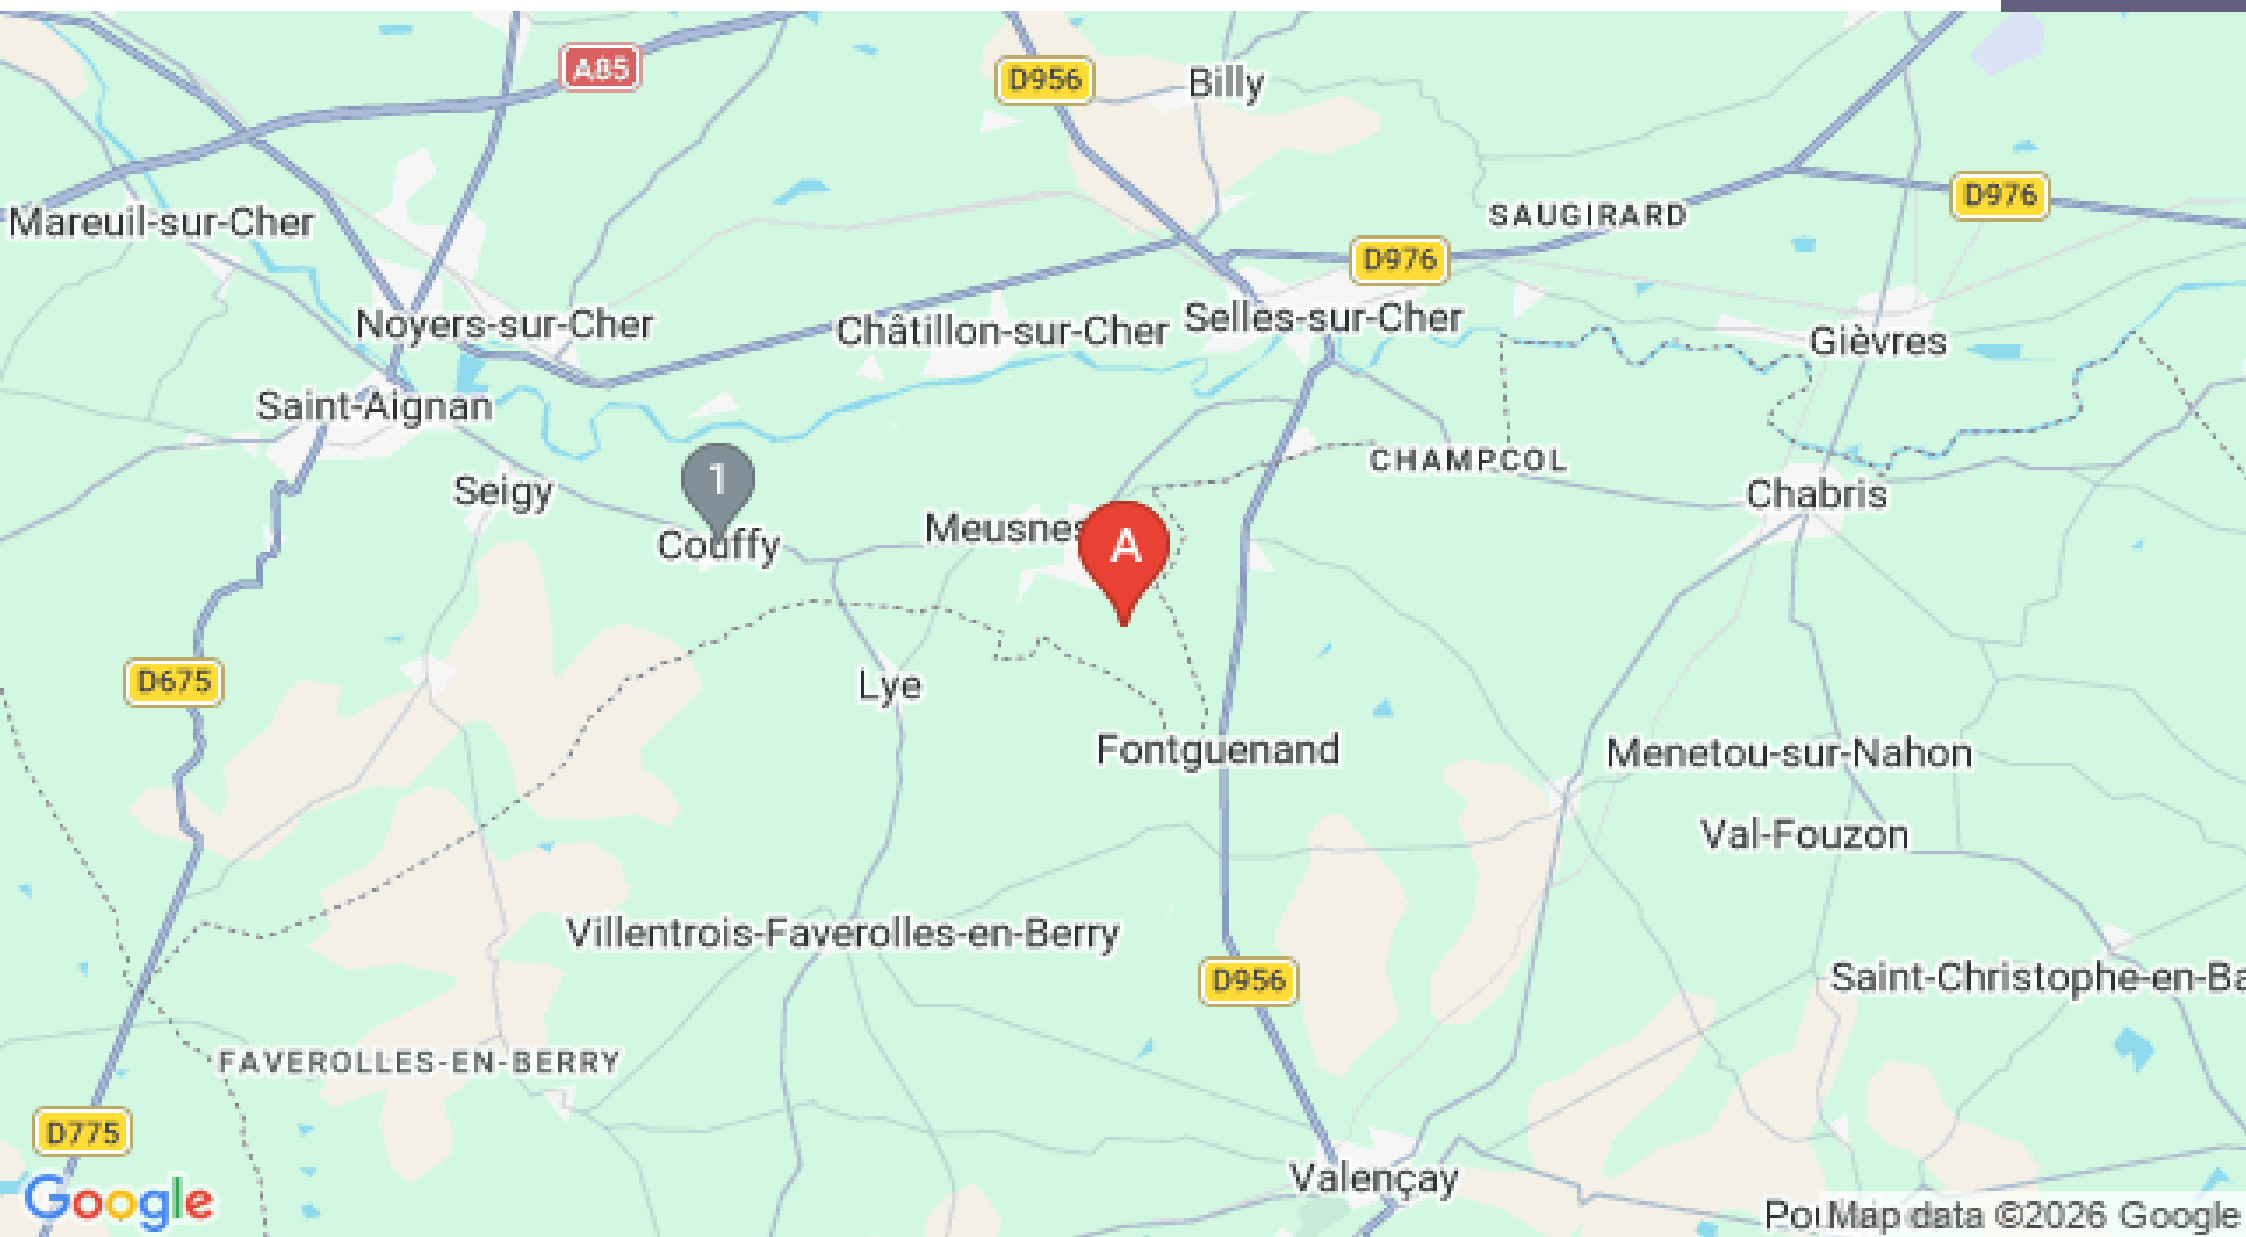 A85
D956
Billy
Mareuil-sur-Cher
SAUGIRARD
D976
D976
Noyers-sur-Cher
Châtillon-sur-Cher
Selles-sur-Cher
Gièvres
Saint-Aignan
CHAMPCOL
Seigy
1
Chabris
Couffy
Meusnes
A
D675
Lye
Fontguenand
Menetou-sur-Nahon
Val-Fouzon
Villentrois-Faverolles-en-Berry
D956
Saint-Christophe-en-Ba
FAVEROLLES-EN-BERRY
D775
Valençay
Google
Map data ©2026 Google